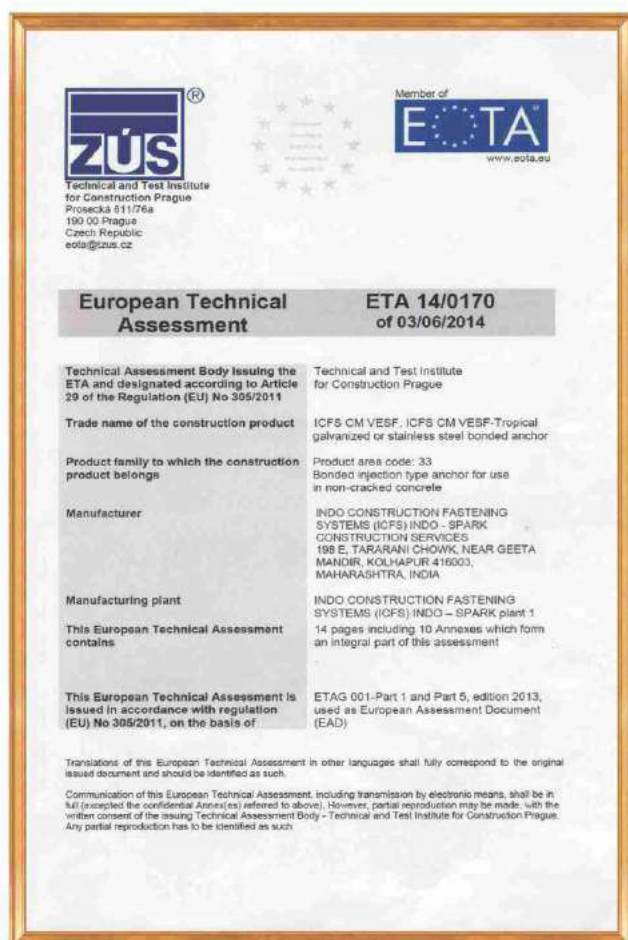 ZÚS
®
Technical and Test Institute
for Construction Prague
Prosecká 811/76a
190 00 Prague
Czech Republic
eota@tzus.cz
Member of
EOTA®
www.eota.eu
European Technical
Assessment
ETA 14/0170
of 03/06/2014
Technical Assessment Body issuing the
ETA and designated according to Article
29 of the Regulation (EU) No 305/2011
Technical and Test Institute
for Construction Prague
Trade name of the construction product
ICFS CM VESF, ICFS CM VESF-Tropical
galvanized or stainless steel bonded anchor
Product family to which the construction
product belongs
Product area code: 33
Bonded injection type anchor for use
in non-cracked concrete
Manufacturer
INDO CONSTRUCTION FASTENING
SYSTEMS (ICFS) INDO - SPARK
CONSTRUCTION SERVICES
198 E, TARARANI CHOWK, NEAR GEETA
MANDIR, KOLHAPUR 416003,
MAHARASHTRA, INDIA
Manufacturing plant
INDO CONSTRUCTION FASTENING
SYSTEMS (ICFS) INDO – SPARK plant 1
This European Technical Assessment
contains
14 pages including 10 Annexes which form
an integral part of this assessment
This European Technical Assessment is
issued in accordance with regulation
(EU) No 305/2011, on the basis of
ETAG 001-Part 1 and Part 5, edition 2013,
used as European Assessment Document
(EAD)
Translations of this European Technical Assessment in other languages shall fully correspond to the original
issued document and should be identified as such.
Communication of this European Technical Assessment, including transmission by electronic means, shall be in
full (excepted the confidential Annex(es) referred to above). However, partial reproduction may be made, with the
written consent of the issuing Technical Assessment Body - Technical and Test Institute for Construction Prague.
Any partial reproduction has to be identified as such